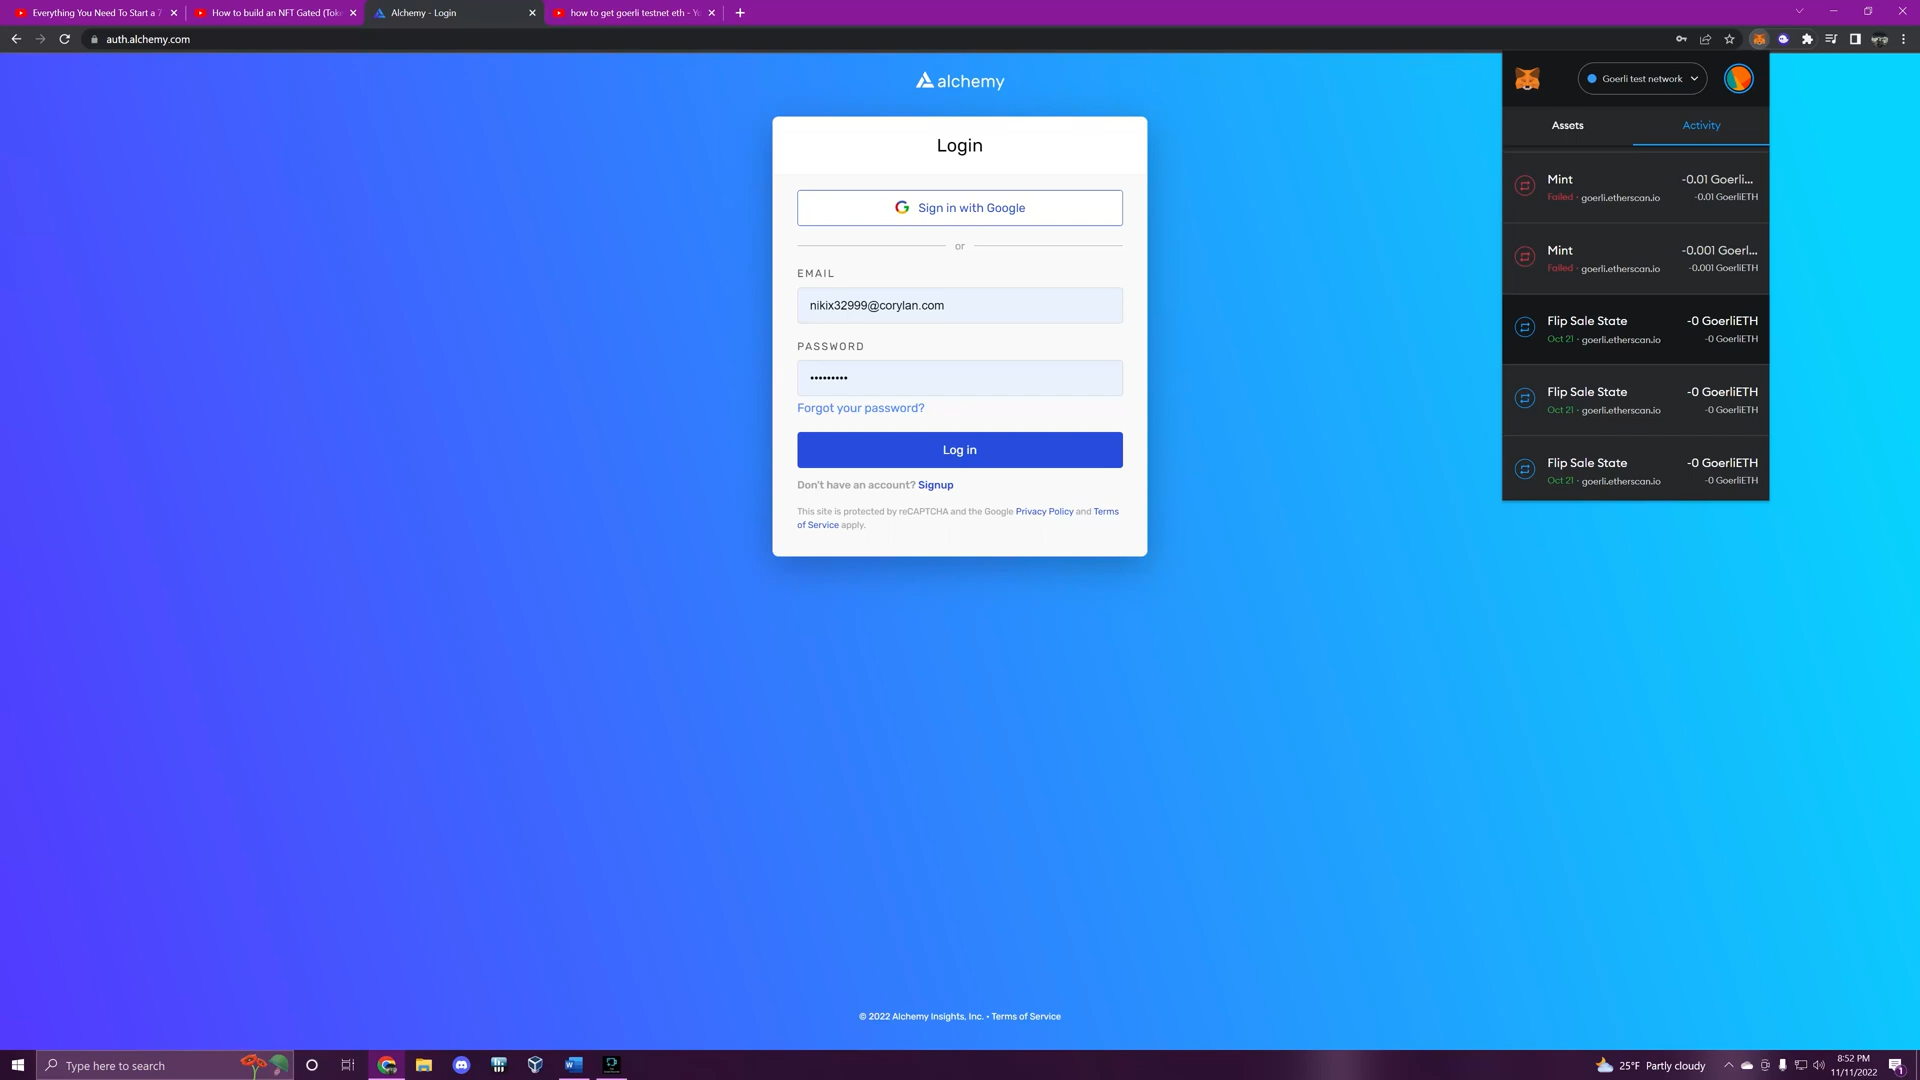 Everything You Need To Start a 7
How to build an NFT Gated (Toke
Alchemy - Login
how to get goerli testnet eth - Yo
auth.alchemy.com
alchemy
Login
Sign in with Google
or
EMAIL
nikix32999@corylan.com
PASSWORD
•••••••••
Forgot your password?
Log in
Don't have an account? Signup
This site is protected by reCAPTCHA and the Google Privacy Policy and Terms
of Service apply.
Goerli test network
Assets
Activity
Mint
-0.01 Goerli...
Failed · goerli.etherscan.io
-0.01 GoerliETH
Mint
-0.001 Goerl...
Failed · goerli.etherscan.io
-0.001 GoerliETH
Flip Sale State
-0 GoerliETH
Oct 21 · goerli.etherscan.io
-0 GoerliETH
Flip Sale State
-0 GoerliETH
Oct 21 · goerli.etherscan.io
-0 GoerliETH
Flip Sale State
-0 GoerliETH
Oct 21 · goerli.etherscan.io
-0 GoerliETH
© 2022 Alchemy Insights, Inc. • Terms of Service
Type here to search
25°F Partly cloudy
8:52 PM
11/11/2022
1